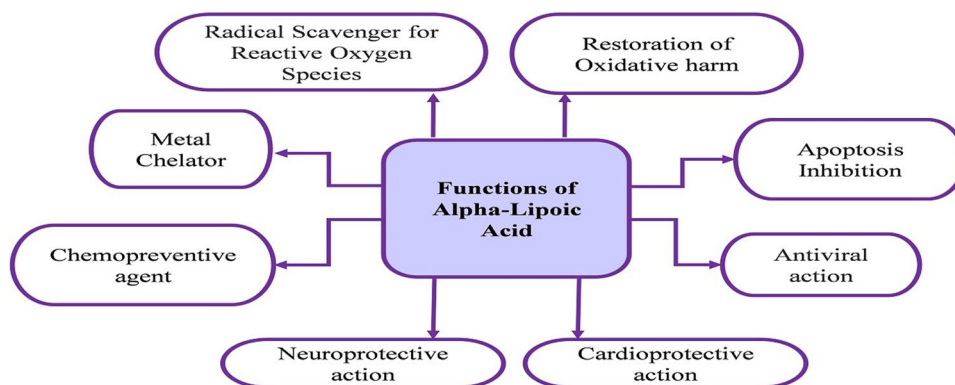 Radical Scavenger for
Reactive Oxygen
Species
Restoration of
Oxidative harm
Metal
Chelator
Functions of
Alpha-Lipoic
Acid
Apoptosis
Inhibition
Chemopreventive
agent
Antiviral
action
Neuroprotective
action
Cardioprotective
action